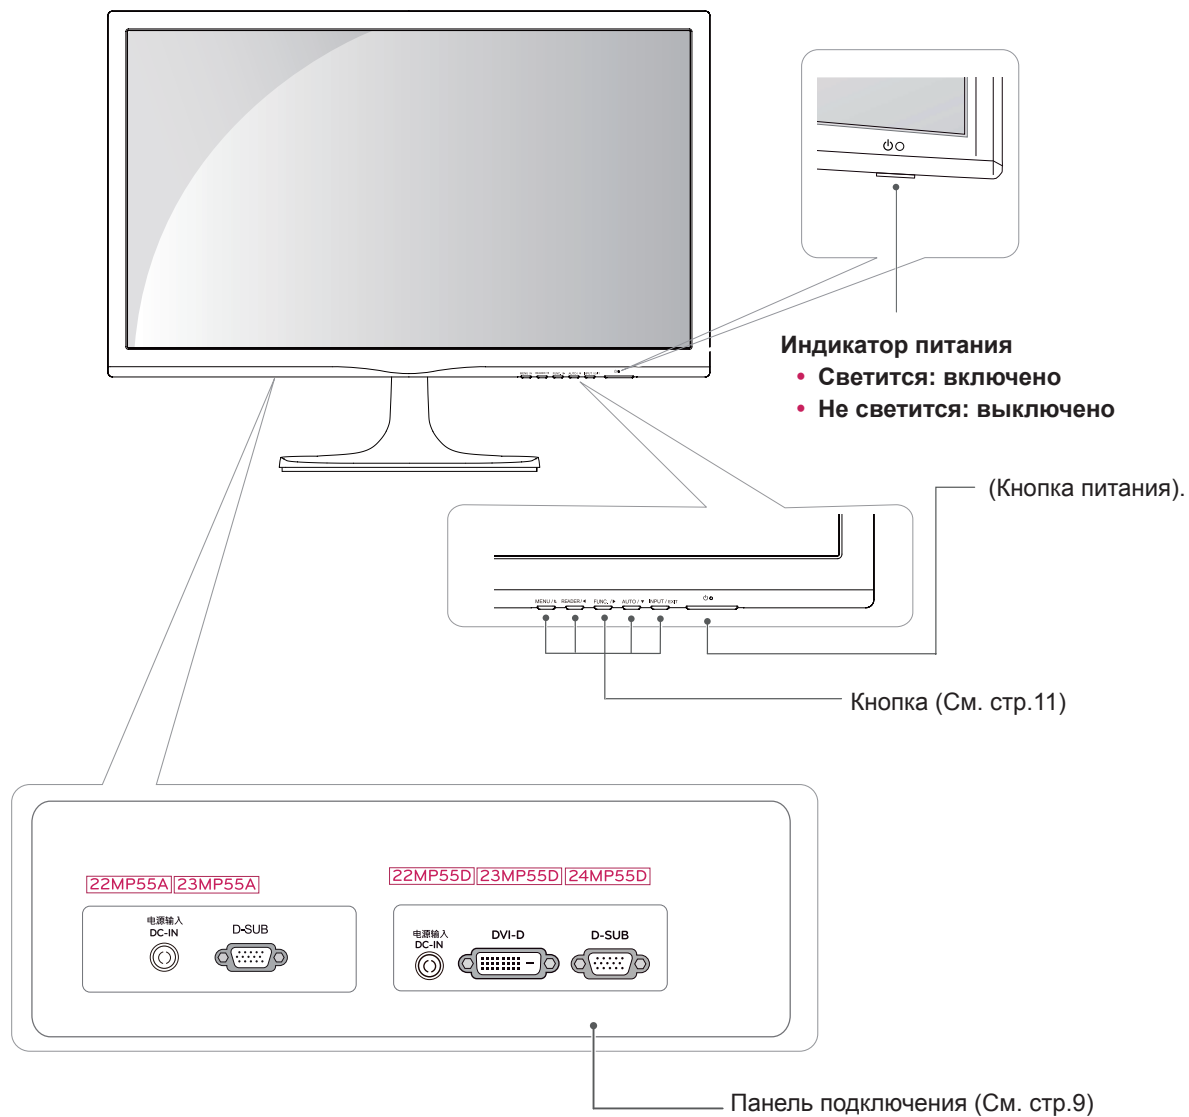 Индикатор питания
• Светится: включено
• Не светится: выключено
(Кнопка питания).
MENU / READER / ◄ FUNC. / ► AUTO / ▼ INPUT / EXIT
Кнопка (См. стр.11)
22MP55A 23MP55A
电源输入
DC-IN
D-SUB
22MP55D 23MP55D 24MP55D
电源输入
DC-IN
DVI-D
D-SUB
Панель подключения (См. стр.9)